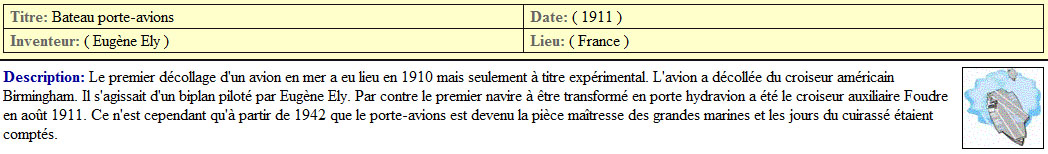 Titre: Bateau porte-avions
Date: ( 1911 )
Inventeur: ( Eugène Ely )
Lieu: ( France )
Description: Le premier décollage d'un avion en mer a eu lieu en 1910 mais seulement à titre expérimental. L'avion a décollée du croiseur américain
Birmingham. Il s'agissait d'un biplan piloté par Eugène Ely. Par contre le premier navire à être transformé en porte hydravion a été le croiseur auxiliaire Foudre
en août 1911. Ce n'est cependant qu'à partir de 1942 que le porte-avions est devenu la pièce maîtresse des grandes marines et les jours du cuirassé étaient
comptés.